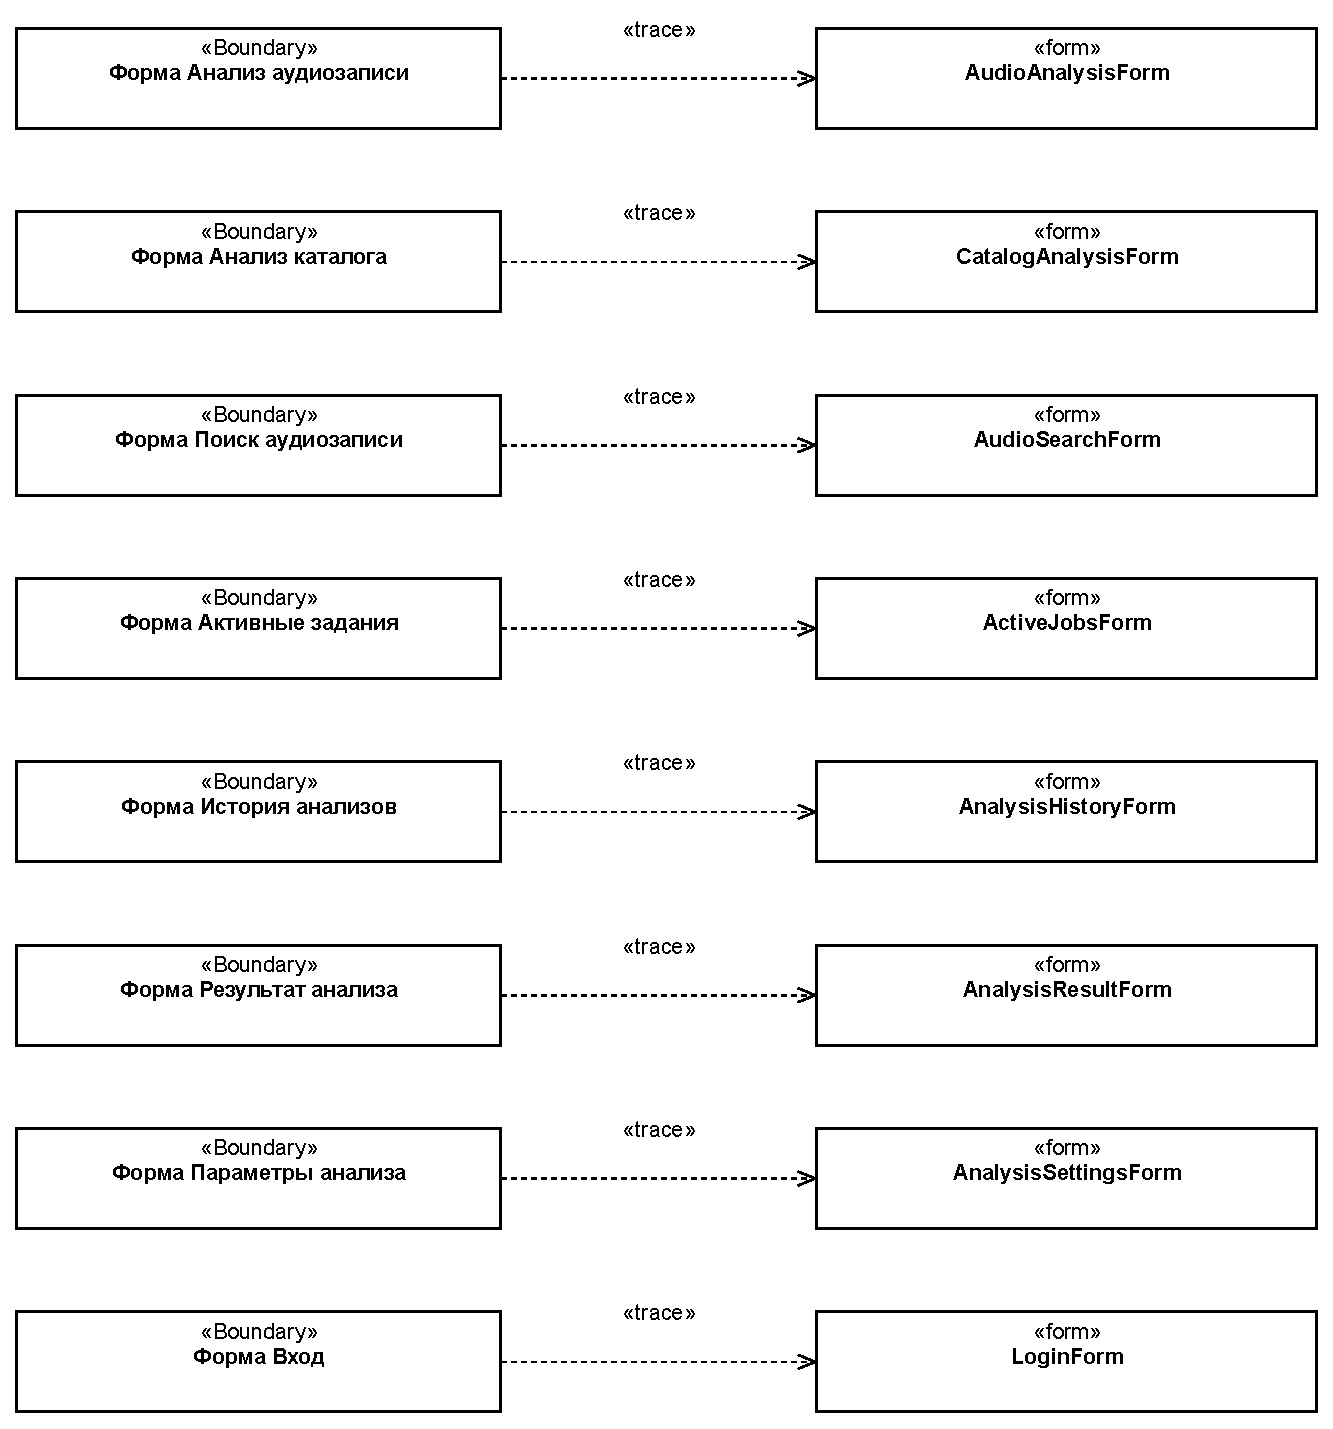 «trace»
«Boundary»
Форма Анализ аудиозаписи
«form»
AudioAnalysisForm
«trace»
«Boundary»
Форма Анализ каталога
«form»
CatalogAnalysisForm
«trace»
«Boundary»
Форма Поиск аудиозаписи
«form»
AudioSearchForm
«trace»
«Boundary»
Форма Активные задания
«form»
ActiveJobsForm
«trace»
«Boundary»
Форма История анализов
«form»
AnalysisHistoryForm
«trace»
«Boundary»
Форма Результат анализа
«form»
AnalysisResultForm
«trace»
«Boundary»
Форма Параметры анализа
«form»
AnalysisSettingsForm
«trace»
«Boundary»
Форма Вход
«form»
LoginForm